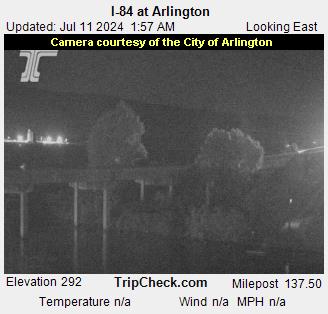 I-84 at Arlington
Updated: Jul 11 2024 1:57 AM Looking East
Camera courtesy of the City of Arlington
Elevation 292 TripCheck.com Milepost 137.50
Temperature n/a Wind n/a MPH n/a